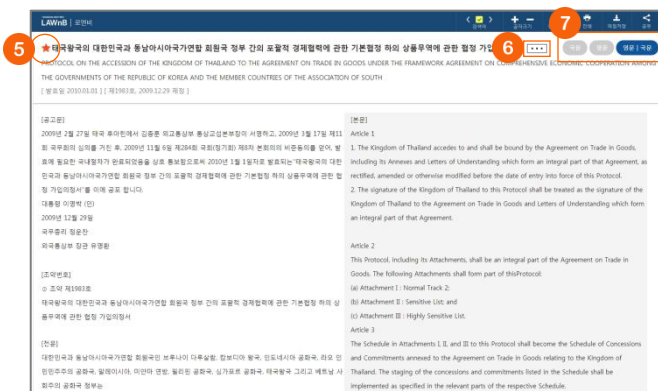 LAWnB 로앤비
검색어
글자크기
인쇄
파일저장
공유
5
6
7
태국왕국의 대한민국과 동남아시아국가연합 회원국 정부 간의 포괄적 경제협력에 관한 기본협정 하의 상품무역에 관한 협정 가입
국문 영문 영문 | 국문
PROTOCOL ON THE ACCESSION OF THE KINGDOM OF THAILAND TO THE AGREEMENT ON TRADE IN GOODS UNDER THE FRAMEWORK AGREEMENT ON COMPREHENSIVE ECONOMIC COOPERATION AMONG
THE GOVERNMENTS OF THE REPUBLIC OF KOREA AND THE MEMBER COUNTRIES OF THE ASSOCIATION OF SOUTH
[ 발효일 2010.01.01 ] [ 제1983호, 2009.12.29 제정 ]
[공고문]
2009년 2월 27일 태국 후아힌에서 김종훈 외교통상부 통상교섭본부장이 서명하고, 2009년 3월 17일 제11
회 국무회의 심의를 거친 후, 2009년 11월 6일 제284회 국회(정기회) 제6차 본회의의 비준동의를 얻어, 발
효에 필요한 국내절차가 완료되었음을 상호 통보함으로써 2010년 1월 1일자로 발효되는"태국왕국의 대한
민국과 동남아시아국가연합 회원국 정부 간의 포괄적 경제협력에 관한 기본협정 하의 상품무역에 관한 협
정 가입의정서"를 이에 공포 합니다.
대통령 이명박 (인)
2009년 12월 29일
국무총리 정운찬
외국통상부 장관 유명환
[조약번호]
⊙ 조약 제1983호
태국왕국의 대한민국과 동남아시아국가연합 회원국 정부 간의 포괄적 경제협력에 관한 기본협정 하의 상
품무역에 관한 협정 가입의정서
[전문]
대한민국과 동남아시아국가연합 회원국인 브루나이 다루살람, 캄보디아 왕국, 인도네시아 공화국, 라오 인
민민주주의 공화국, 말레이시아, 미얀마 연방, 필리핀 공화국, 싱가포르 공화국, 태국왕국 그리고 베트남 사
회주의 공화국 정부는
[본문]
Article 1
1. The Kingdom of Thailand accedes to and shall be bound by the Agreement on Trade in Goods,
including its Annexes and Letters of Understanding which form an integral part of that Agreement, as
rectified, amended or otherwise modified before the date of entry into force of this Protocol.
2. The signature of the Kingdom of Thailand to this Protocol shall be treated as the signature of the
Kingdom of Thailand to the Agreement on Trade in Goods and Letters of Understanding which form
an integral part of that Agreement.
Article 2
This Protocol, including its Attachments, shall be an integral part of the Agreement on Trade in
Goods. The following Attachments shall form part of thisProtocol:
(a) Attachment I : Normal Track 2;
(b) Attachment II : Sensitive List; and
(c) Attachment III : Highly Sensitive List.
Article 3
The Schedule in Attachments I, II, and III to this Protocol shall become the Schedule of Concessions
and Commitments annexed to the Agreement on Trade in Goods relating to the Kingdom of
Thailand. The staging of the concessions and commitments listed in the Schedule shall be
implemented as specified in the relevant parts of the respective Schedule.